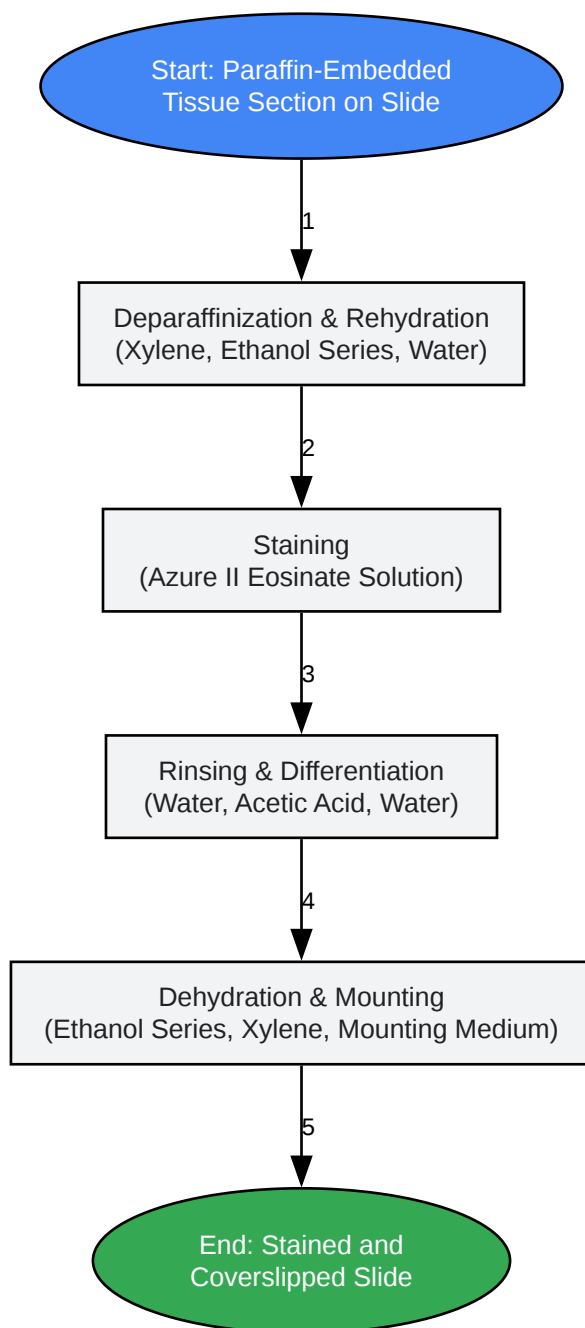 Start: Paraffin-Embedded
Tissue Section on Slide
1
Deparaffinization & Rehydration
(Xylene, Ethanol Series, Water)
2
Staining
(Azure II Eosinate Solution)
3
Rinsing & Differentiation
(Water, Acetic Acid, Water)
4
Dehydration & Mounting
(Ethanol Series, Xylene, Mounting Medium)
5
End: Stained and
Coverslipped Slide